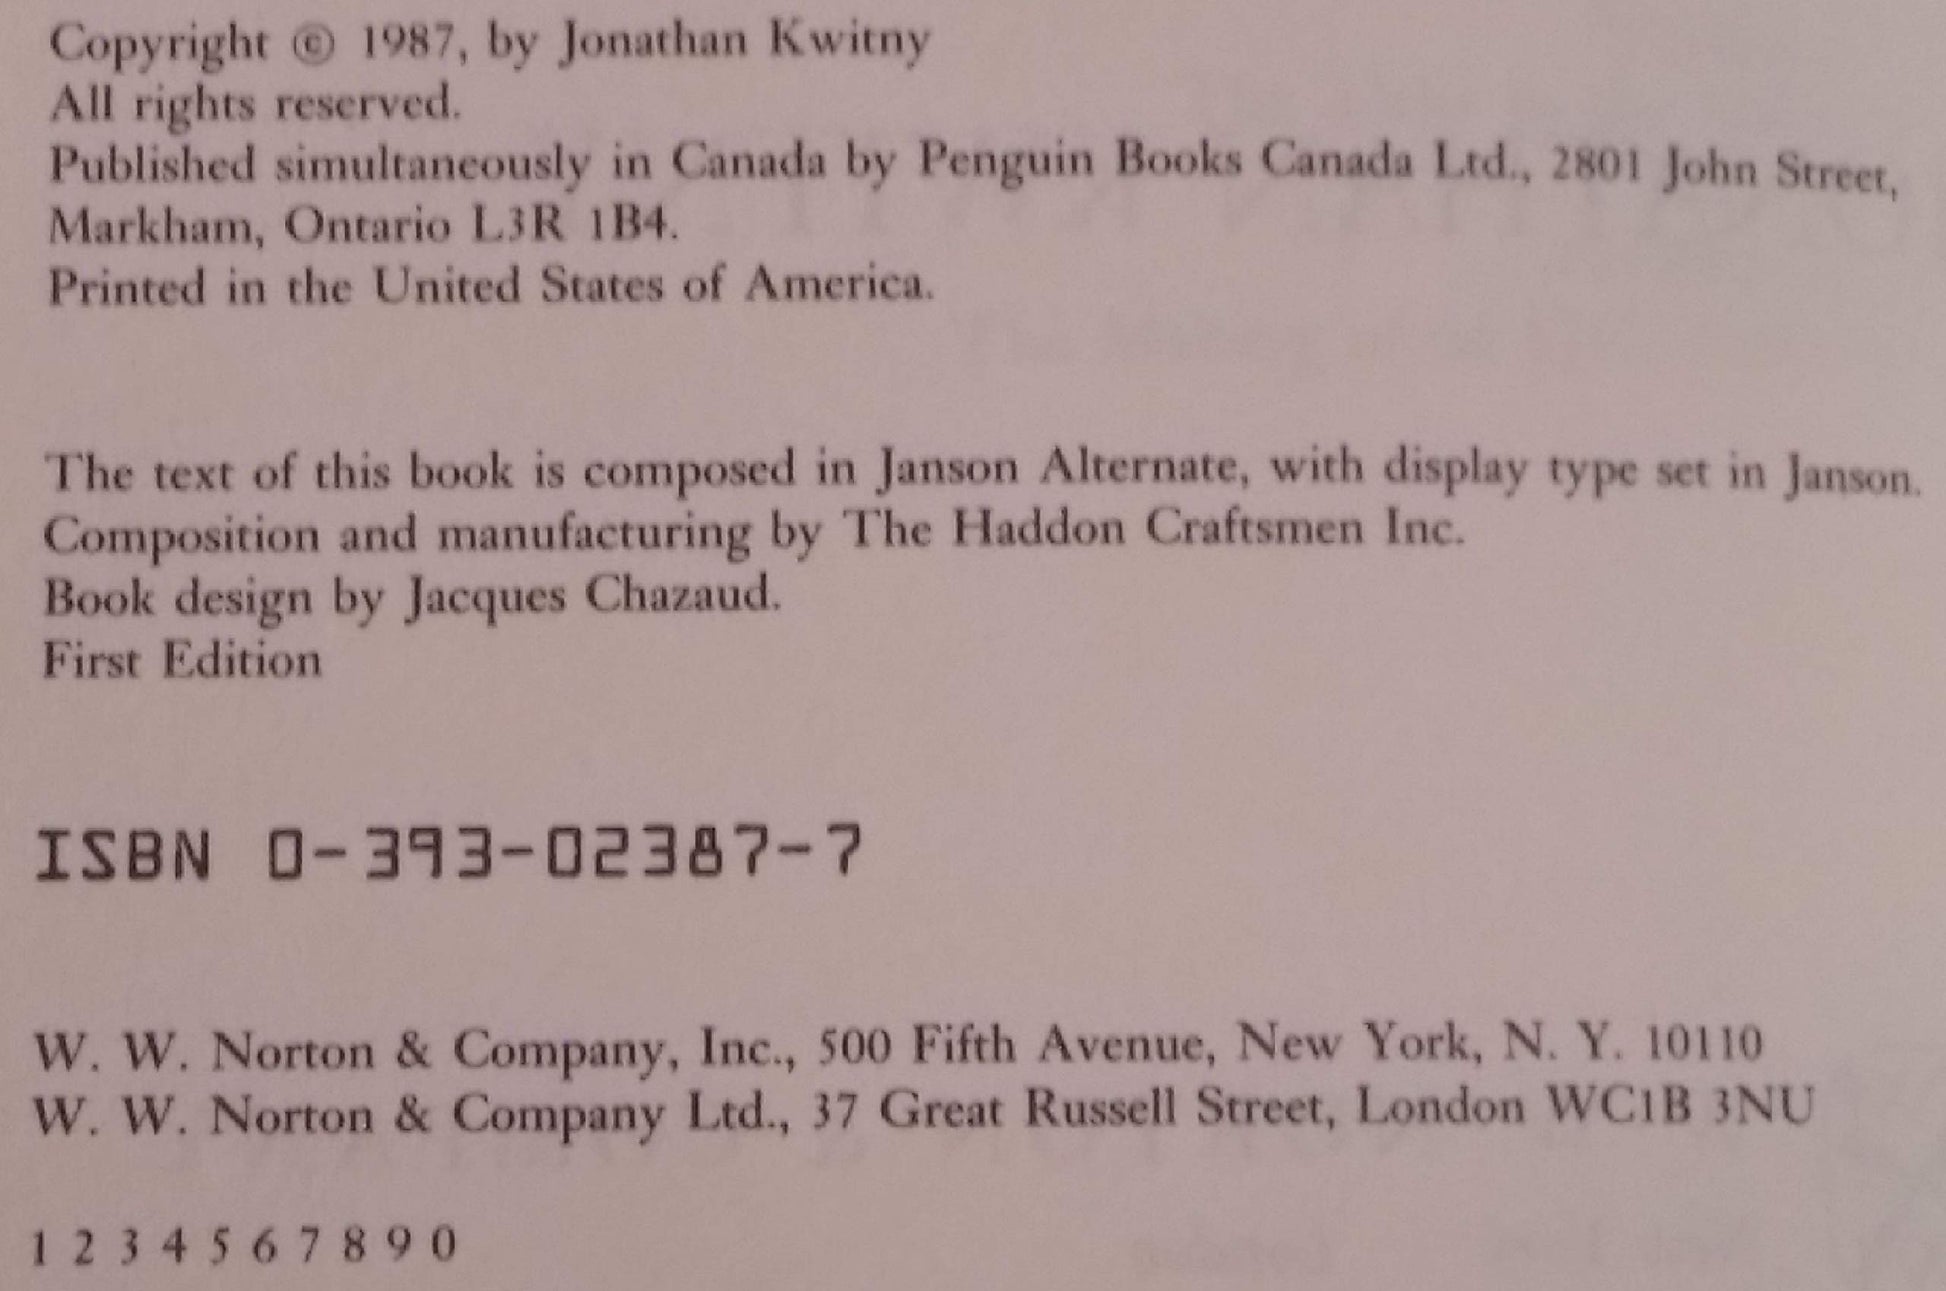 Copyright © 1987, by Jonathan Kwitny
All rights reserved.
Published simultaneously in Canada by Penguin Books Canada Ltd., 2801 John Street,
Markham, Ontario L3R 1B4.
Printed in the United States of America.
The text of this book is composed in Janson Alternate, with display type set in Janson.
Composition and manufacturing by The Haddon Craftsmen Inc.
Book design by Jacques Chazaud.
First Edition
ISBN 0-393-02387-7
W. W. Norton & Company, Inc., 500 Fifth Avenue, New York, N. Y. 10110
W. W. Norton & Company Ltd., 37 Great Russell Street, London WC1B 3NU
1 2 3 4 5 6 7 8 9 0